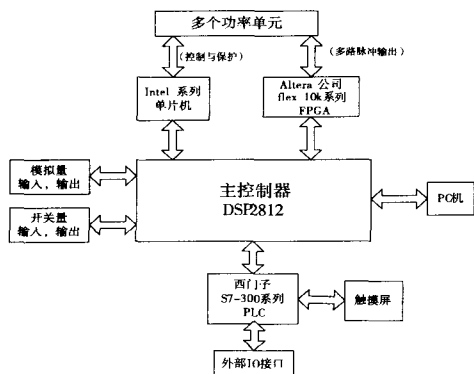 多个功率单元
(控制与保护)
(多路脉冲输出)
Intel 系列
单片机
Altera 公司
flex 10k系列
FPGA
模拟量
输入，输出
开关量
输入，输出
主控制器
DSP2812
PC机
西门子
S7-300系列
PLC
触摸屏
外部IO接口